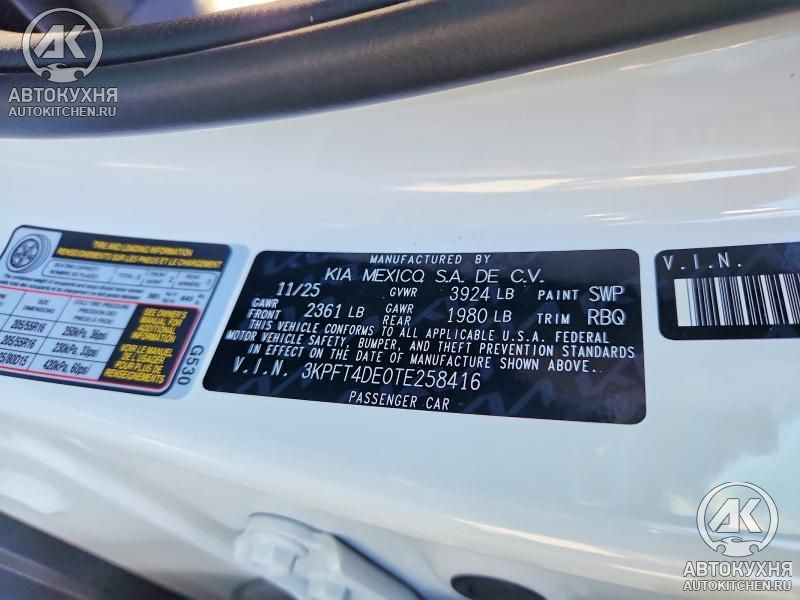 АК
АВТОКУХНЯ
AUTOKITCHEN.RU
TIRE AND LOADING INFORMATION
RENSEIGNEMENTS SUR LES PNEUS ET LE CHARGEMENT
SEATING CAPACITY
SEE OWNER'S
MANUAL FOR
ADDITIONAL
INFORMATION
VOIR LE MANUEL
DE L'USAGER
POUR PLUS DE
RENSEIGNEMENTS
205/55R16 250kPa, 36psi
205/55R16 230kPa, 33psi
420kPa, 60psi
G530
MANUFACTURED BY
KIA MEXICO S.A. DE C.V.
11/25 GVWR 3924 LB PAINT SWP
GAWR FRONT 2361 LB GAWR REAR 1980 LB TRIM RBQ
THIS VEHICLE CONFORMS TO ALL APPLICABLE U.S.A. FEDERAL
MOTOR VEHICLE SAFETY, BUMPER, AND THEFT PREVENTION STANDARDS
IN EFFECT ON THE DATE OF MANUFACTURE SHOWN ABOVE..
V.I.N. 3KPFT4DE0TE258416
PASSENGER CAR
V.I.N.
АК
АВТОКУХНЯ
AUTOKITCHEN.RU